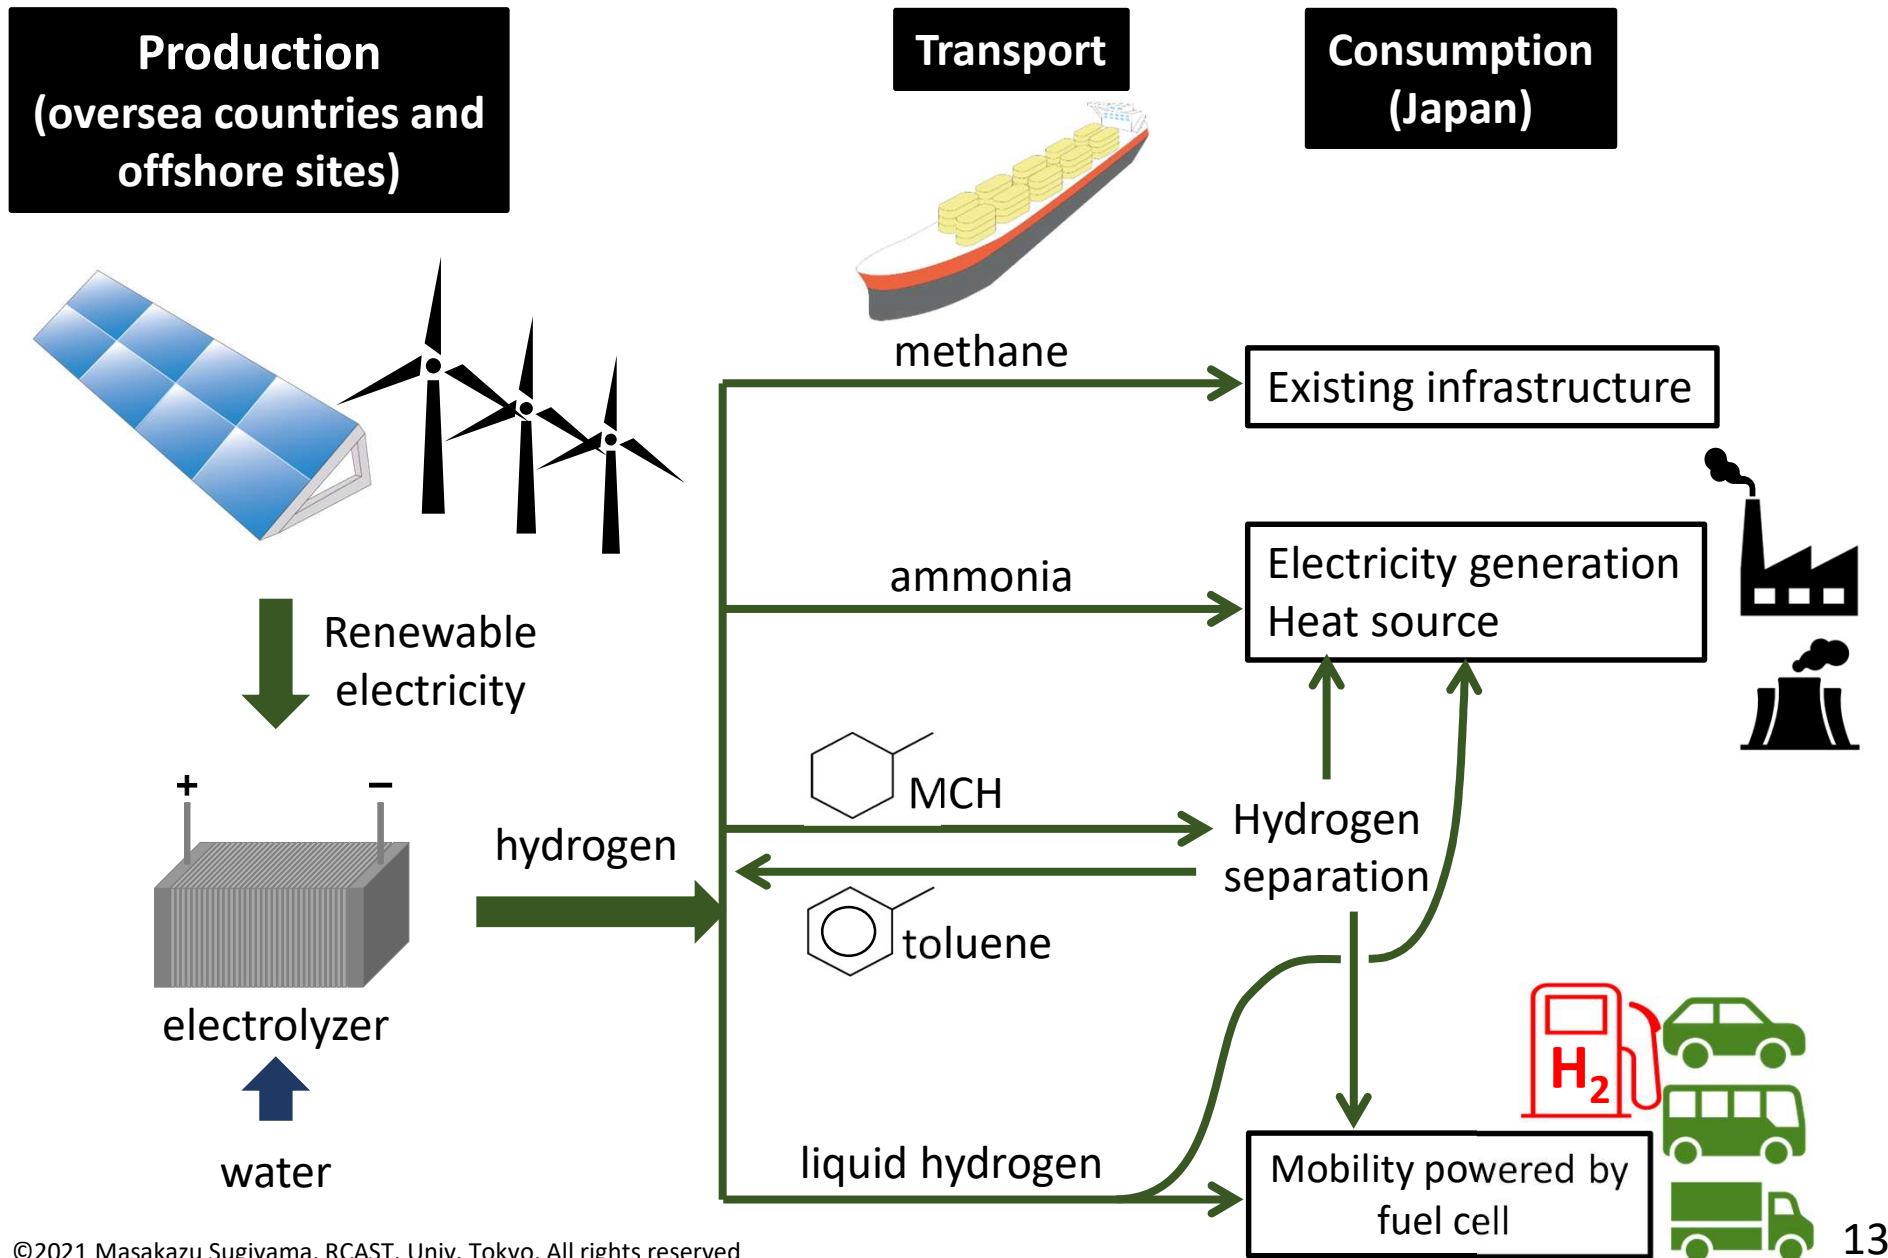 Production
(oversea countries and
offshore sites)
Transport
Consumption
(Japan)
methane
Existing infrastructure
ammonia
Electricity generation
Heat source
Renewable
electricity
+
−
MCH
hydrogen
Hydrogen
separation
toluene
electrolyzer
H2
water
liquid hydrogen
Mobility powered by
fuel cell
©2021 Masakazu Sugiyama, RCAST, Univ. Tokyo. All rights reserved
13